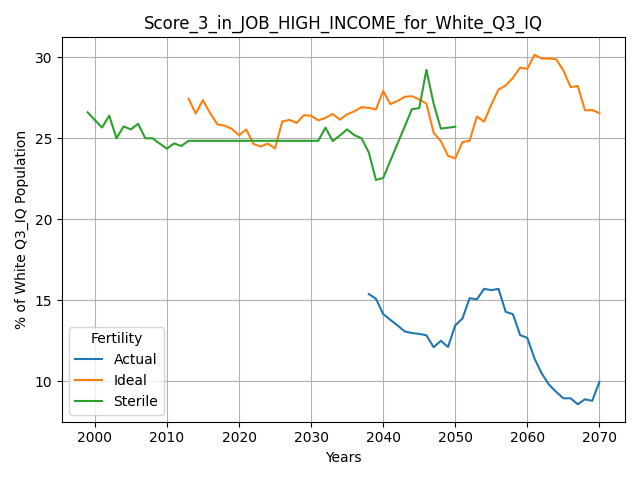 Score_3_in_JOB_HIGH_INCOME_for_White_Q3_IQ
% of White Q3_IQ Population
30
25
20
15
10
Fertility
Actual
Ideal
Sterile
2000 2010 2020 2030 2040 2050 2060 2070
Years